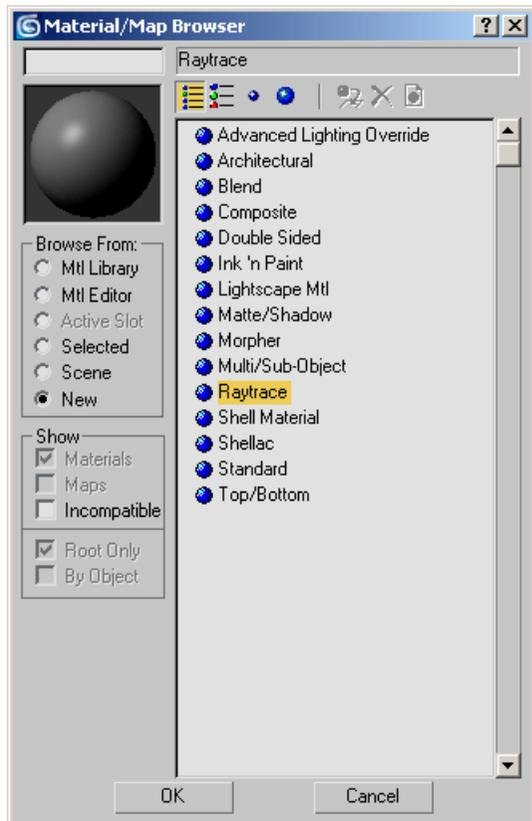 Material/Map Browser
Raytrace
Advanced Lighting Override
Architectural
Blend
Composite
Double Sided
Ink 'n Paint
Lightscape Mtl
Matte/Shadow
Morpher
Multi/Sub-Object
Raytrace
Shell Material
Shellac
Standard
Top/Bottom
Browse From:
Mtl Library
Mtl Editor
Active Slot
Selected
Scene
New
Show
Materials
Maps
Incompatible
Root Only
By Object
OK
Cancel